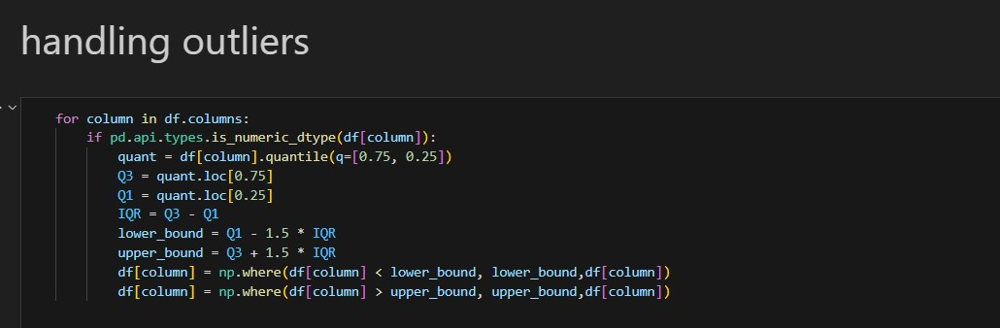 handling outliers
for column in df.columns:
    if pd.api.types.is_numeric_dtype(df[column]):
        quant = df[column].quantile(q=[0.75, 0.25])
        Q3 = quant.loc[0.75]
        Q1 = quant.loc[0.25]
        IQR = Q3 - Q1
        lower_bound = Q1 - 1.5 * IQR
        upper_bound = Q3 + 1.5 * IQR
        df[column] = np.where(df[column] < lower_bound, lower_bound,df[column])
        df[column] = np.where(df[column] > upper_bound, upper_bound,df[column])